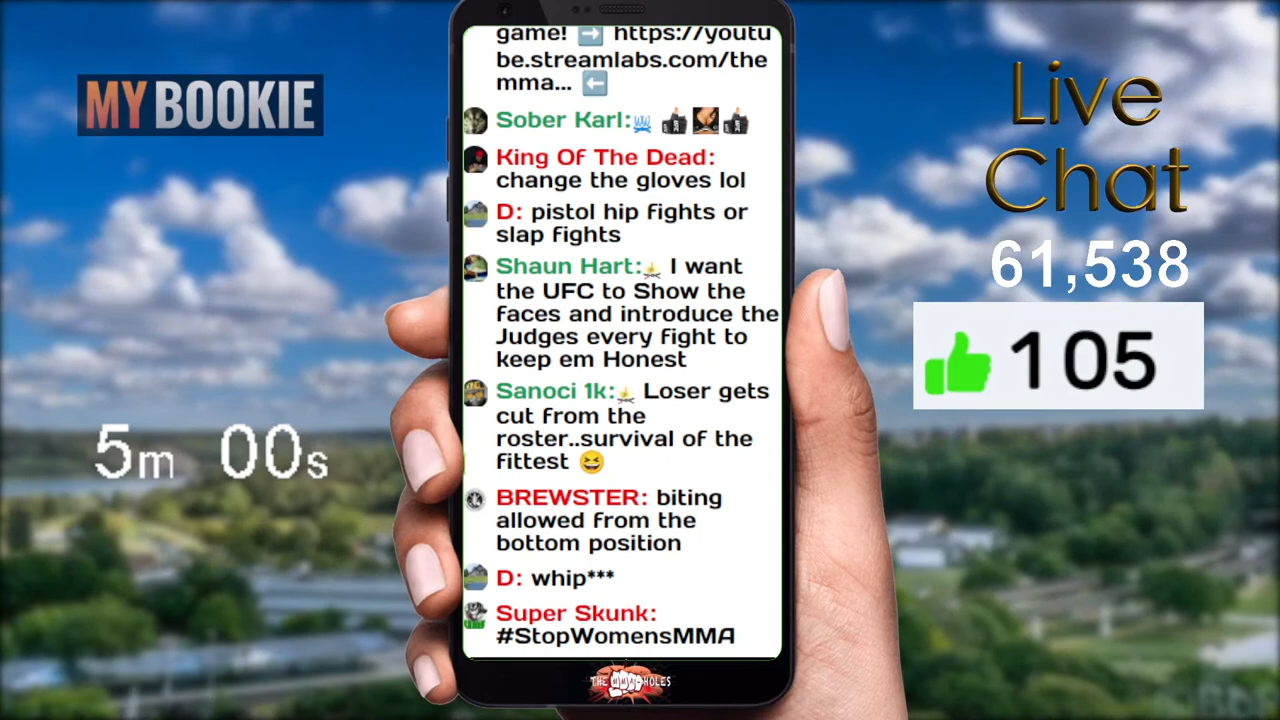 MYBOOKIE
5m 00s
game! ➡️ https://youtu
be.streamlabs.com/the
mma... ⬅️
Sober Karl:
King Of The Dead:
change the gloves lol
D: pistol hip fights or
slap fights
Shaun Hart: I want
the UFC to Show the
faces and introduce the
Judges every fight to
keep em Honest
Sanoci 1k: Loser gets
cut from the
roster..survival of the
fittest 😆
BREWSTER: biting
allowed from the
bottom position
D: whip***
Super Skunk:
#StopWomensMMA
THE MMA-HOLES
Live
Chat
61,538
105